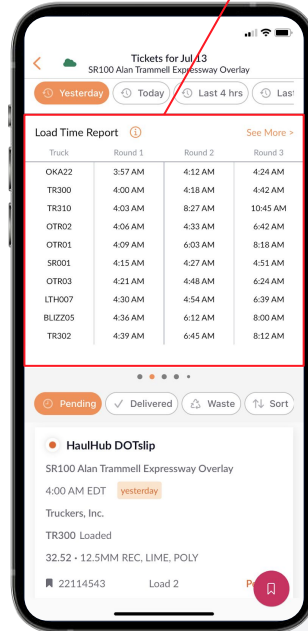 Tickets for Jul 13
SR100 Alan Trammell Expressway Overlay
Yesterday Today Last 4 hrs Las
Load Time Report See More >
Truck Round 1 Round 2 Round 3
OKA22 3:57 AM 4:12 AM 4:24 AM
TR300 4:00 AM 4:18 AM 4:42 AM
TR310 4:03 AM 8:27 AM 10:45 AM
OTR02 4:06 AM 4:33 AM 6:42 AM
OTR01 4:09 AM 6:03 AM 8:18 AM
SR001 4:15 AM 4:27 AM 4:51 AM
OTR03 4:21 AM 4:48 AM 6:24 AM
LTH007 4:30 AM 4:54 AM 6:39 AM
BLIZZ05 4:36 AM 6:12 AM 8:00 AM
TR302 4:39 AM 6:45 AM 8:12 AM
Pending Delivered Waste Sort
HaulHub DOTslip
SR100 Alan Trammell Expressway Overlay
4:00 AM EDT yesterday
Truckers, Inc.
TR300 Loaded
32.52 • 12.5MM REC, LIME, POLY
22114543 Load 2